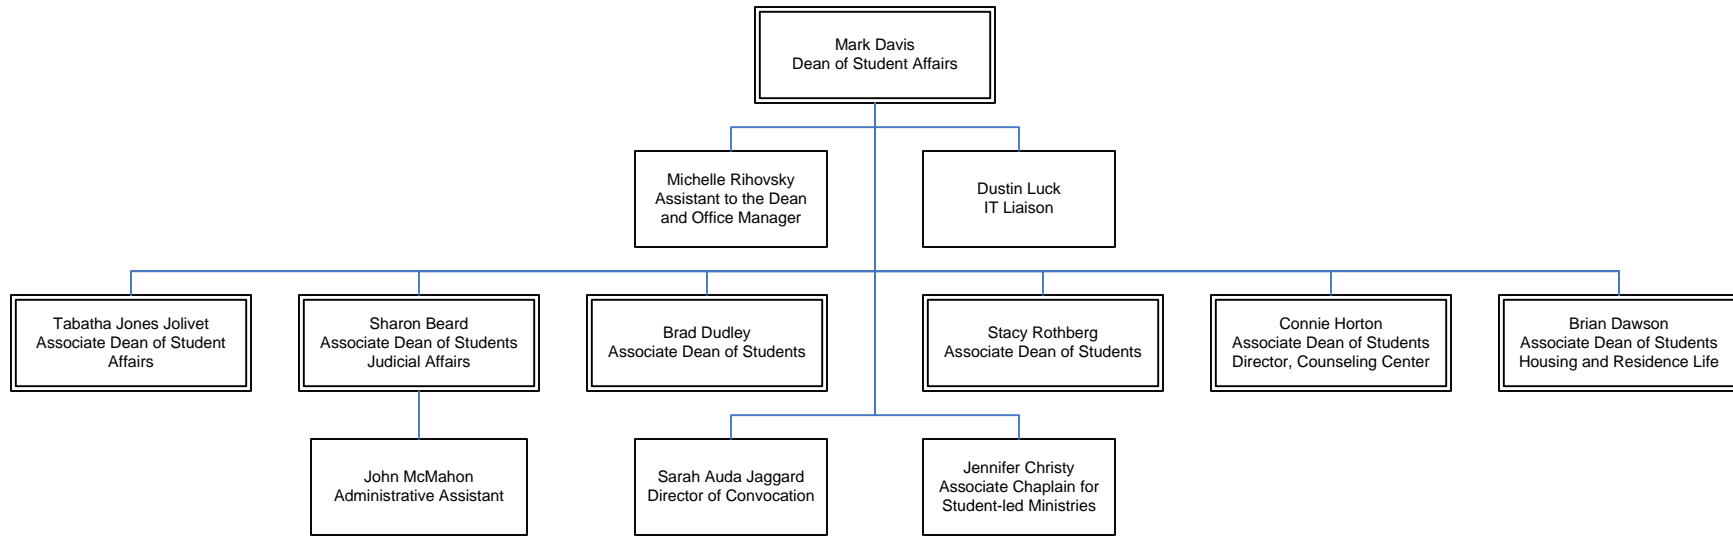 Mark Davis
Dean of Student Affairs
Michelle Rihovsky
Assistant to the Dean
and Office Manager
Dustin Luck
IT Liaison
Tabatha Jones Jolivet
Associate Dean of Student
Affairs
Sharon Beard
Associate Dean of Students
Judicial Affairs
Brad Dudley
Associate Dean of Students
Stacy Rothberg
Associate Dean of Students
Connie Horton
Associate Dean of Students
Director, Counseling Center
Brian Dawson
Associate Dean of Students
Housing and Residence Life
John McMahon
Administrative Assistant
Sarah Auda Jaggard
Director of Convocation
Jennifer Christy
Associate Chaplain for
Student-led Ministries